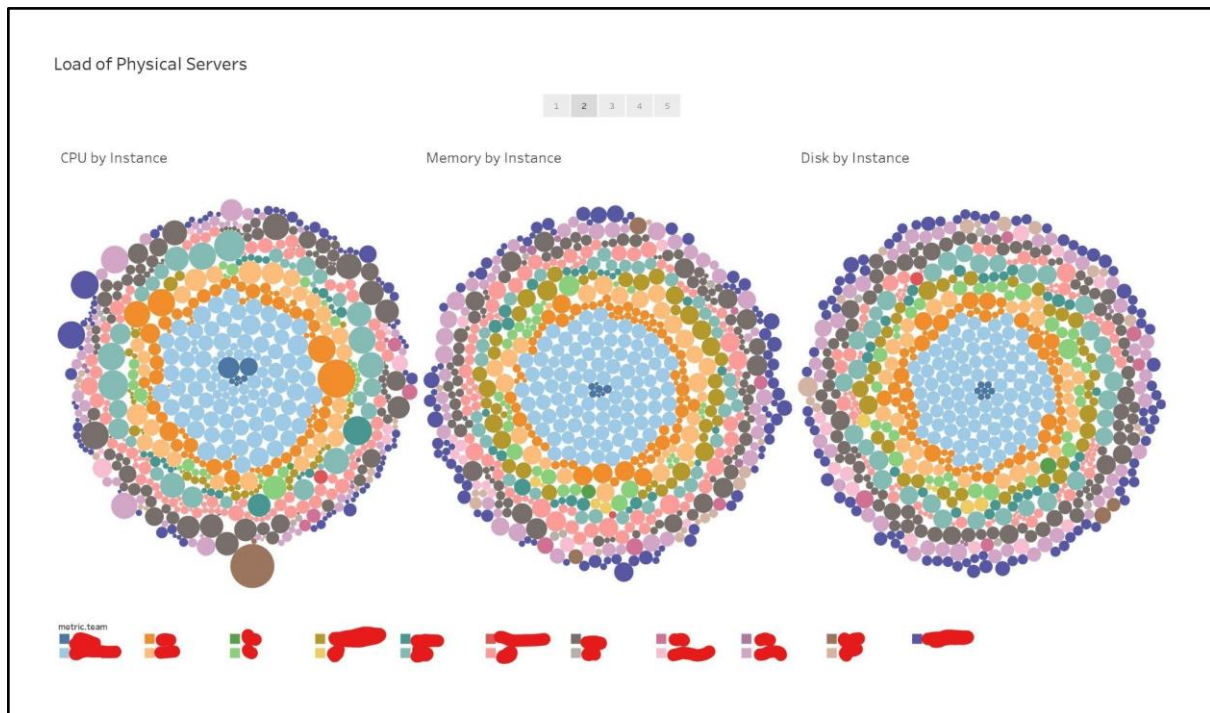 Load of Physical Servers
1 2 3 4 5
CPU by Instance
Memory by Instance
Disk by Instance
metric.team